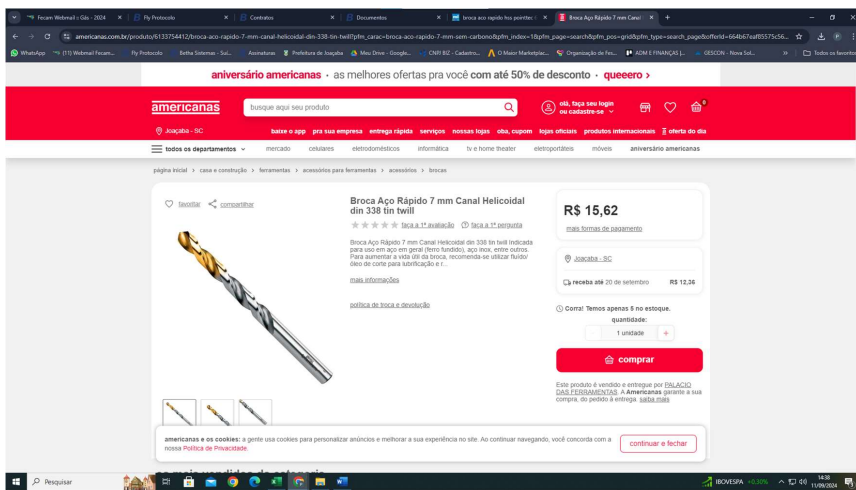 Fecam Webmail :: Gás - 2024
Fly Protocolo
Contratos
Documentos
broca aco rapido hss pointtec s
Broca Aço Rápido 7 mm Canal
americanas.com.br/produto/6133754412/broca-aco-rapido-7-mm-canal-helicoidal-din-338-tin-twill?pfm_carac=broca-aco-rapido-7-mm-sem-carbono&pfm_index=18&pfm_page=search&pfm_pos=grid&pfm_type=search_page&offerId=664b67eaf85575c56...
WhatsApp
(11) Webmail Fecam...
Fly Protocolo
Betha Sistemas - Sui...
Assinaturas
Prefeitura de Joaçaba
Meu Drive - Google...
CNR! BIZ - Cadastro...
O Maior Marketplac...
Organização de Fes...
ADM E FINANÇAS |...
GESCON - Nova Sol...
Todos os favoritos
aniversário americanas · as melhores ofertas pra você com até 50% de desconto · queeero >
americanas
busque aqui seu produto
olá, faça seu login
ou cadastre-se
0
Joaçaba - SC
baixe o app pra sua empresa entrega rápida serviços nossas lojas oba, cupom lojas oficiais produtos internacionais oferta do dia
todos os departamentos mercado celulares eletrodomésticos informática tv e home theater eletroportáteis móveis aniversário americanas
página inicial > casa e construção > ferramentas > acessórios para ferramentas > acessórios > brocas
favoritar compartilhar
Broca Aço Rápido 7 mm Canal Helicoidal
din 338 tin twill
faça a 1ª avaliação faça a 1ª pergunta
Broca Aço Rápido 7 mm Canal Helicoidal din 338 tin twill Indicada
para uso em aço em geral (ferro fundido), aço inox, entre outros.
Para aumentar a vida útil da broca, recomenda-se utilizar fluido/
óleo de corte para lubrificação e r...
mais informações
política de troca e devolução
R$ 15,62
mais formas de pagamento
Joaçaba - SC
receba até 20 de setembro R$ 12,36
Corra! Temos apenas 5 no estoque.
quantidade:
- 1 unidade +
comprar
Este produto é vendido e entregue por PALACIO
DAS FERRAMENTAS. A Americanas garante a sua
compra, do pedido à entrega. saiba mais
americanas e os cookies: a gente usa cookies para personalizar anúncios e melhorar a sua experiência no site. Ao continuar navegando, você concorda com a
nossa Política de Privacidade.
continuar e fechar
Pesquisar
IBOVESPA +0,30%
14:38
11/09/2024